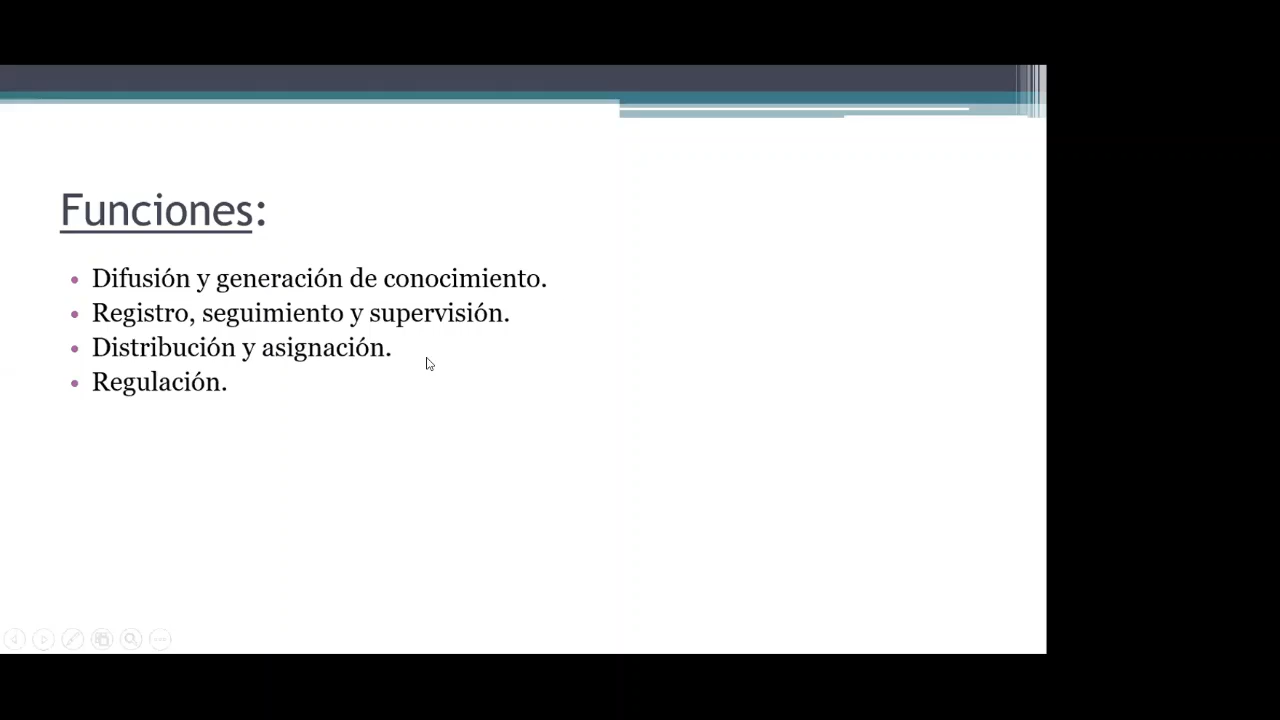 Funciones:
• Difusión y generación de conocimiento.
• Registro, seguimiento y supervisión.
• Distribución y asignación.
• Regulación.